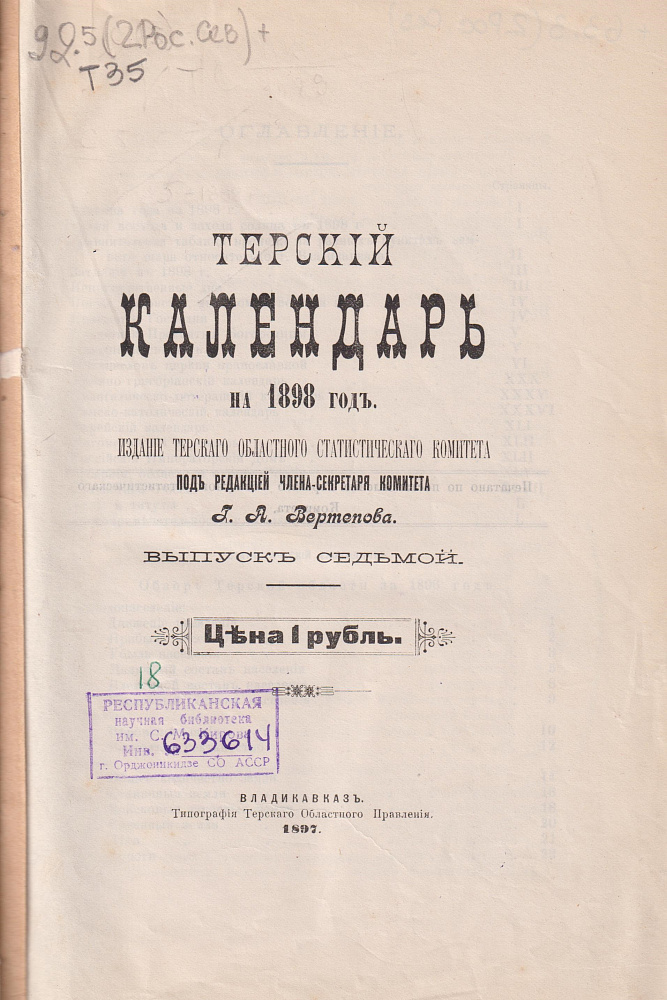 92.5(2Рос.Сев)+
Т35
ТЕРСКІЙ
КАЛЕНДАРЬ
НА 1898 ГОДЪ.
ИЗДАНІЕ ТЕРСКАГО ОБЛАСТНОГО СТАТИСТИЧЕСКАГО КОМИТЕТА
ПОДЪ РЕДАКЦІЕЙ ЧЛЕНА-СЕКРЕТАРЯ КОМИТЕТА
Г. А. Вертепова.
ВЫПУСКЪ СЕДЬМОЙ.
Цѣна 1 рубль.
18
РЕСПУБЛИКАНСКАЯ
научная библиотека
им. С. М. Кирова
Инв. 633614
г. Орджоникидзе СО АССР
ВЛАДИКАВКАЗЪ.
Типографія Терскаго Областного Правленія.
1897.